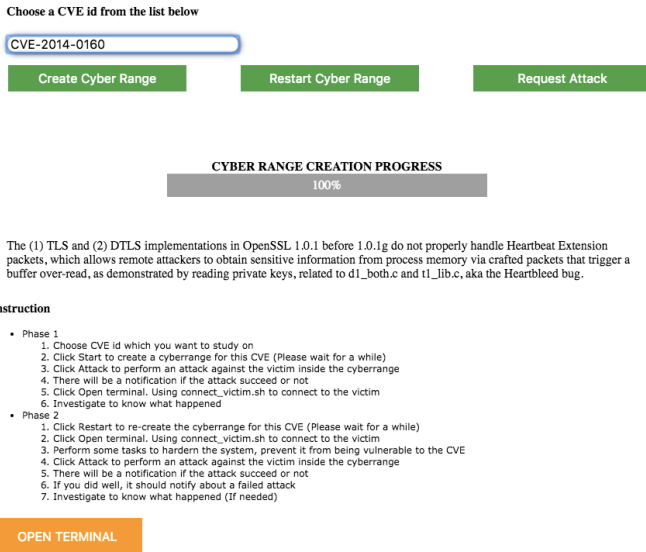 Choose a CVE id from the list below
CVE-2014-0160
Create Cyber Range
Restart Cyber Range
Request Attack
CYBER RANGE CREATION PROGRESS
100%
The (1) TLS and (2) DTLS implementations in OpenSSL 1.0.1 before 1.0.1g do not properly handle Heartbeat Extension
packets, which allows remote attackers to obtain sensitive information from process memory via crafted packets that trigger a
buffer over-read, as demonstrated by reading private keys, related to d1_both.c and t1_lib.c, aka the Heartbleed bug.
nstruction
• Phase 1
1. Choose CVE id which you want to study on
2. Click Start to create a cyberrange for this CVE (Please wait for a while)
3. Click Attack to perform an attack against the victim inside the cyberrange
4. There will be a notification if the attack succeed or not
5. Click Open terminal. Using connect_victim.sh to connect to the victim
6. Investigate to know what happened
• Phase 2
1. Click Restart to re-create the cyberrange for this CVE (Please wait for a while)
2. Click Open terminal. Using connect_victim.sh to connect to the victim
3. Perform some tasks to hardern the system, prevent it from being vulnerable to the CVE
4. Click Attack to perform an attack against the victim inside the cyberrange
5. There will be a notification if the attack succeed or not
6. If you did well, it should notify about a failed attack
7. Investigate to know what happened (If needed)
OPEN TERMINAL